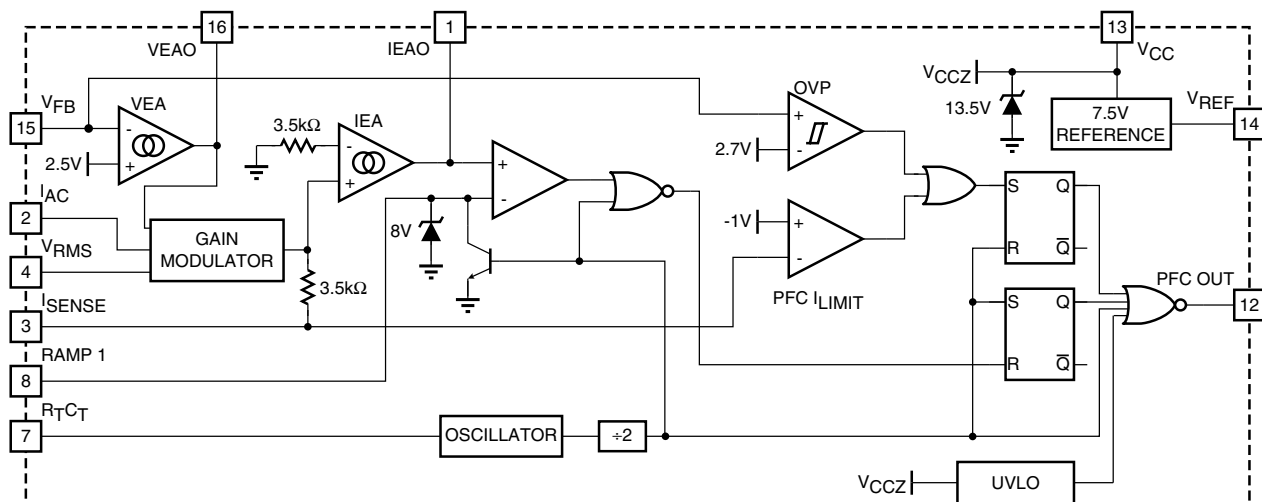 16
1
13
VEAO
IEAO
VCC
VFB
VEA
15
-
+
2.5V
3.5kΩ
IEA
-
+
OVP
+
-
2.7V
VCCZ
13.5V
7.5V
REFERENCE
VREF
14
IAC
2
VRMS
4
GAIN
MODULATOR
3.5kΩ
8V
+
-
-1V
+
-
PFC ILIMIT
S
Q
R
Q
S
Q
R
Q
PFC OUT
12
ISENSE
3
RAMP 1
8
RTCT
7
OSCILLATOR
÷2
VCCZ
UVLO